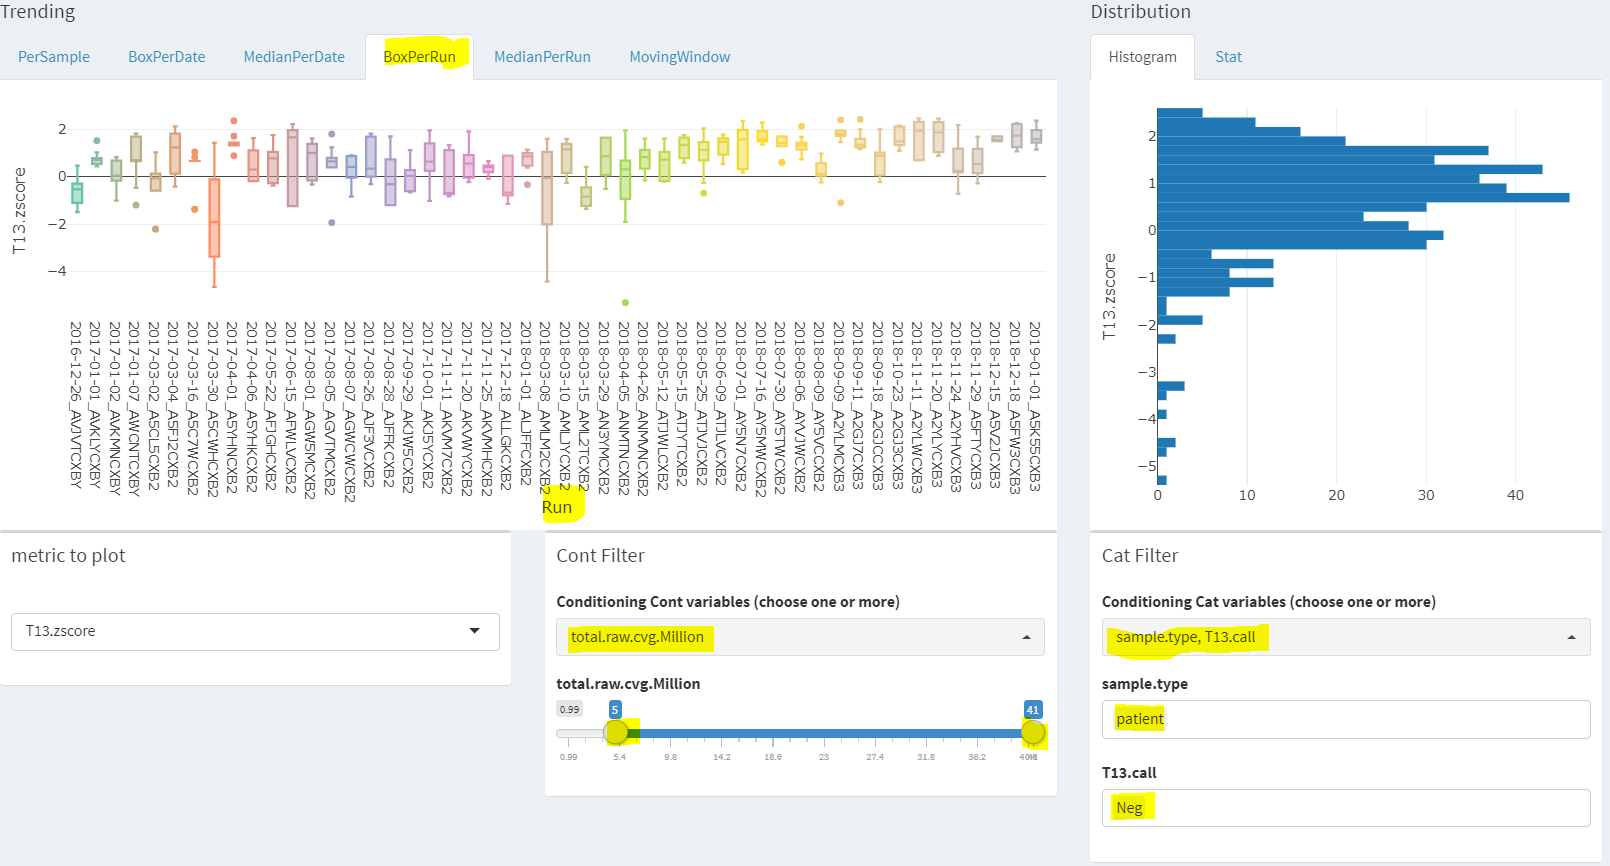 Trending
PerSample BoxPerDate MedianPerDate BoxPerRun MedianPerRun MovingWindow
T13.zscore
2
0
−2
−4
2016-12-26_AVJVTCXBY
2017-01-01_AVKLYCXBY
2017-01-02_AVKMNCXBY
2017-01-07_AWCNTCXBY
2017-03-02_A5CL5CXB2
2017-03-04_A5FJ2CXB2
2017-03-16_A5C7WCXB2
2017-03-30_A5CWHCXB2
2017-04-01_A5YHNCXB2
2017-04-06_A5YHKCXB2
2017-05-22_AFJGHCXB2
2017-06-15_AFWLVCXB2
2017-08-01_AGW5MCXB2
2017-08-05_AGVTMCXB2
2017-08-07_AGWCWCXB2
2017-08-26_AJF3VCXB2
2017-08-28_AJFFKCXB2
2017-09-29_AKJW5CXB2
2017-10-01_AKJ5YCXB2
2017-11-11_AKVM7CXB2
2017-11-20_AKVWYCXB2
2017-11-25_AKVMHCXB2
2017-12-18_ALLGKCXB2
2018-01-01_ALJFFCXB2
2018-03-08_AMLM2CXB2
2018-03-10_AMLJYCXB2
2018-03-15_AML2TCXB2
2018-03-29_AN3YMCXB2
2018-04-05_ANMTNCXB2
2018-04-26_ANMVNCXB2
2018-05-12_ATJWLCXB2
2018-05-15_ATJYTCXB2
2018-05-25_ATJVJCXB2
2018-06-09_ATJLVCXB2
2018-07-01_AY5N7CXB2
2018-07-16_AY5MWCXB2
2018-07-30_AY5TWCXB2
2018-08-06_AYVJWCXB2
2018-08-09_AY5VCCXB2
2018-09-09_A2YLMCXB3
2018-09-11_A2GJ7CXB3
2018-09-18_A2GJCCXB3
2018-10-23_A2GJ3CXB3
2018-11-11_A2YLWCXB3
2018-11-20_A2YLYCXB3
2018-11-24_A2YHVCXB3
2018-11-29_A5FTYCXB3
2018-12-15_A5V2JCXB3
2018-12-18_A5FW3CXB3
2019-01-01_A5K55CXB3
Run
Distribution
Histogram Stat
T13.zscore
2
1
0
−1
−2
−3
−4
−5
0 10 20 30 40
metric to plot
T13.zscore
Cont Filter
Conditioning Cont variables (choose one or more)
total.raw.cvg.Million
total.raw.cvg.Million
0.99 5 41
0.99 5.4 9.8 14.2 18.6 23 27.4 31.8 36.2
Cat Filter
Conditioning Cat variables (choose one or more)
sample.type, T13.call
sample.type
patient
T13.call
Neg